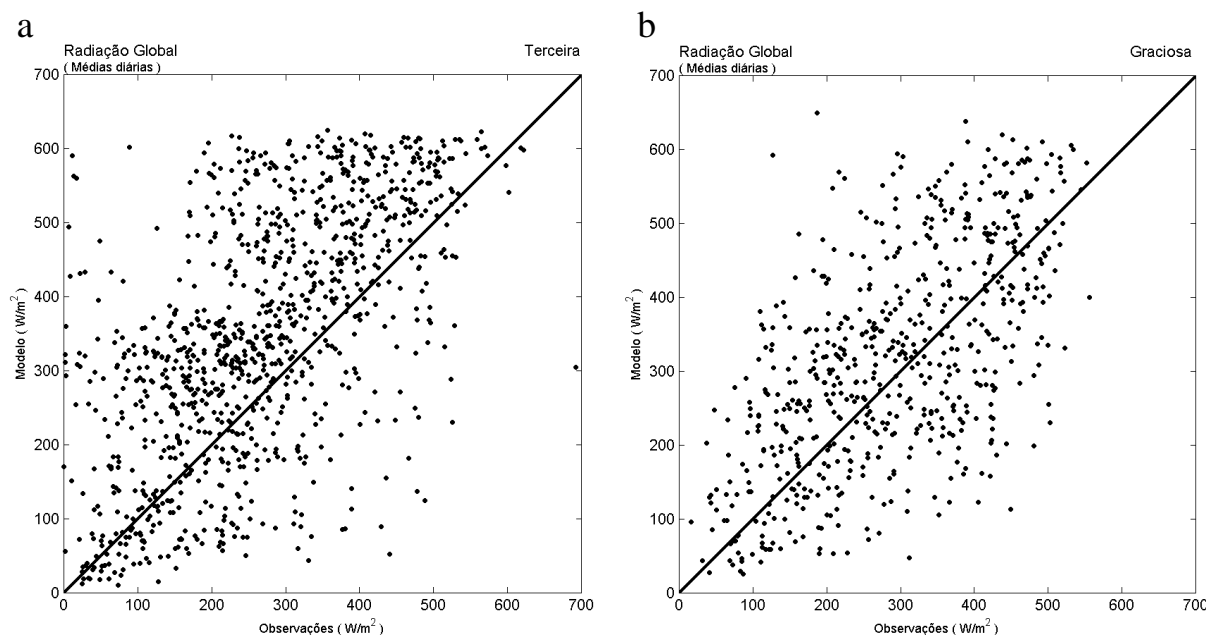 a
Radiação Global
Terceira
( Médias diárias )
700
600
500
400
300
200
100
0
Modelo ( W/m²)
0 100 200 300 400 500 600 700
Observações ( W/m²)
b
Radiação Global
Graciosa
( Médias diárias )
700
600
500
400
300
200
100
0
Modelo ( W/m²)
0 100 200 300 400 500 600 700
Observações ( W/m²)